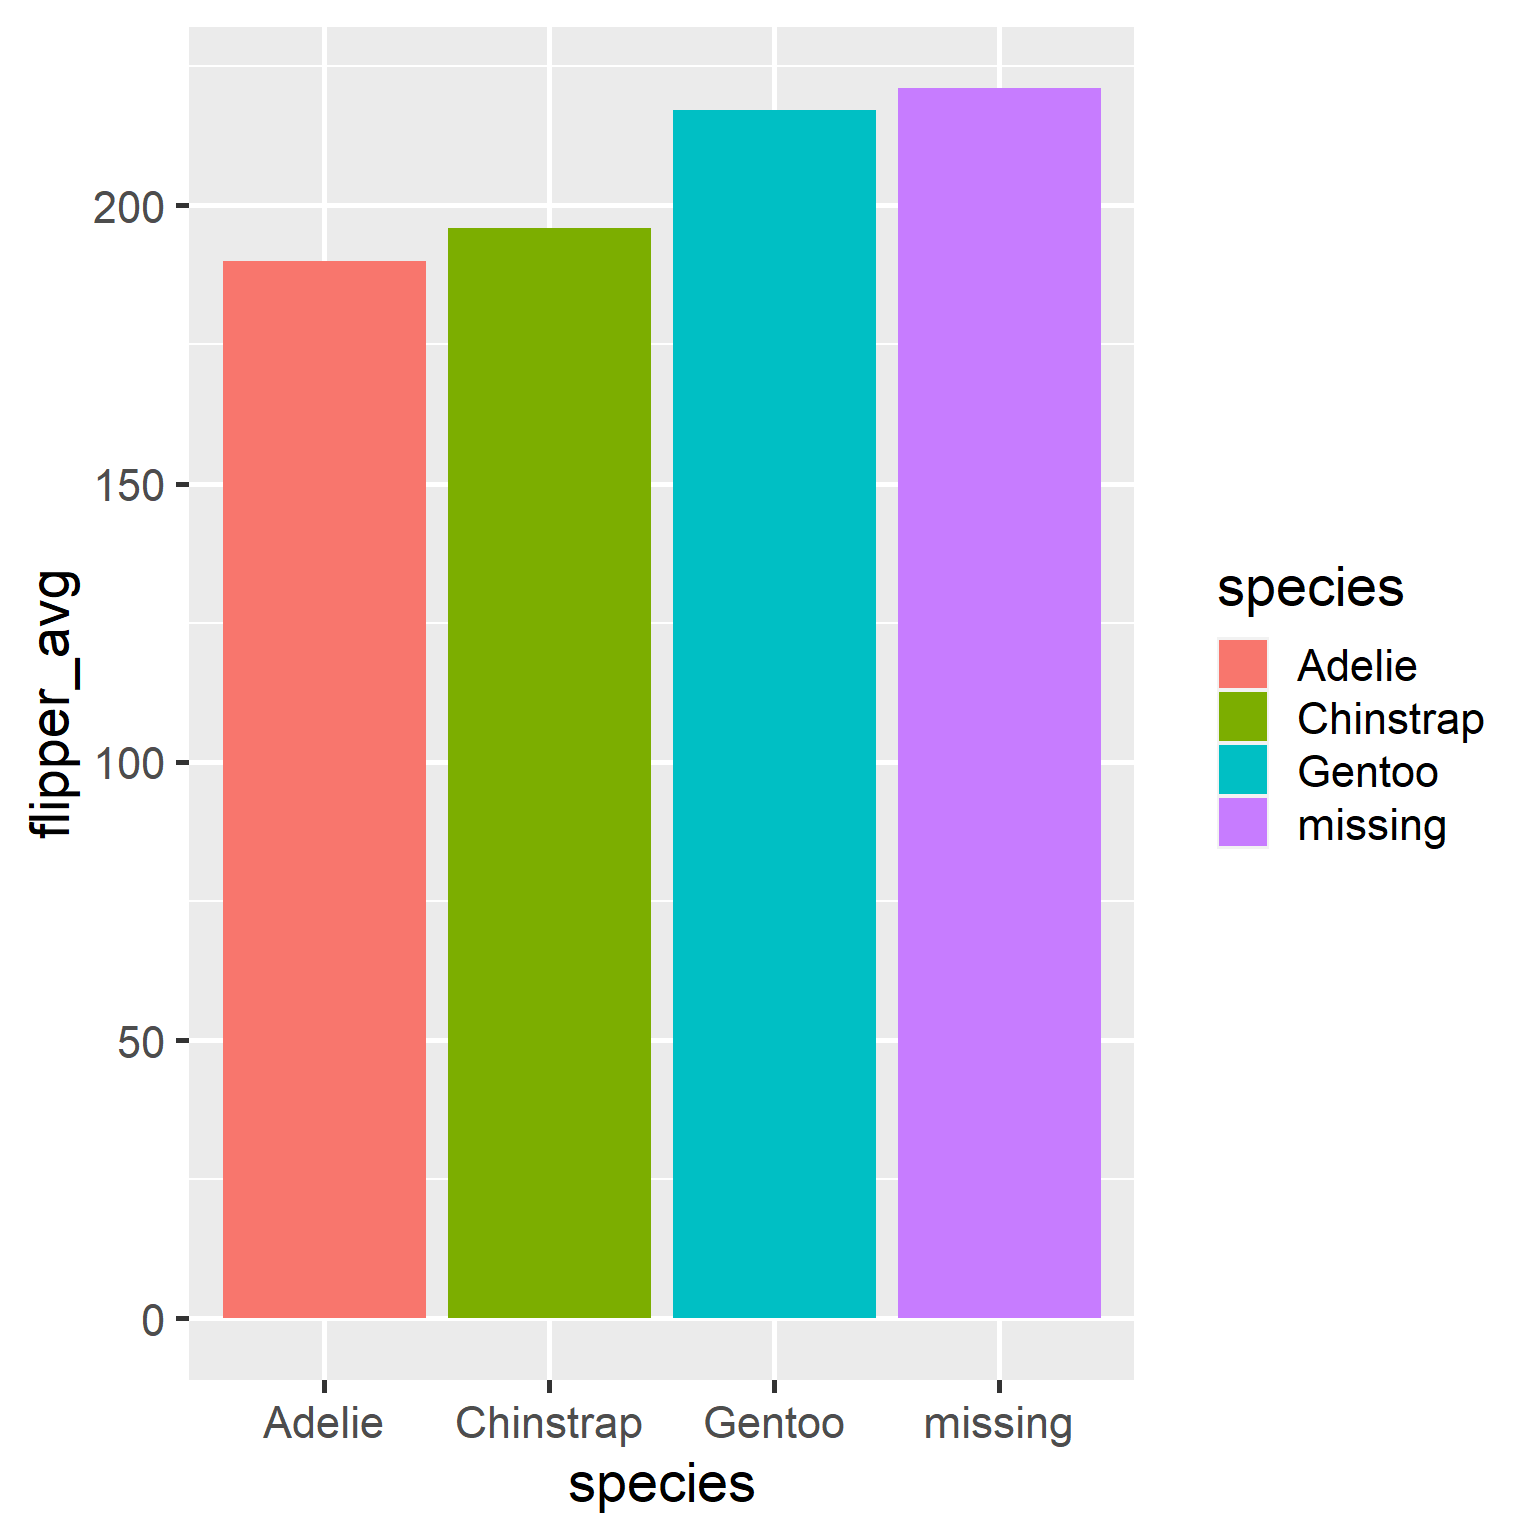 flipper_avg
200
150
100
50
0
Adelie
Chinstrap
Gentoo
missing
species
species
Adelie
Chinstrap
Gentoo
missing